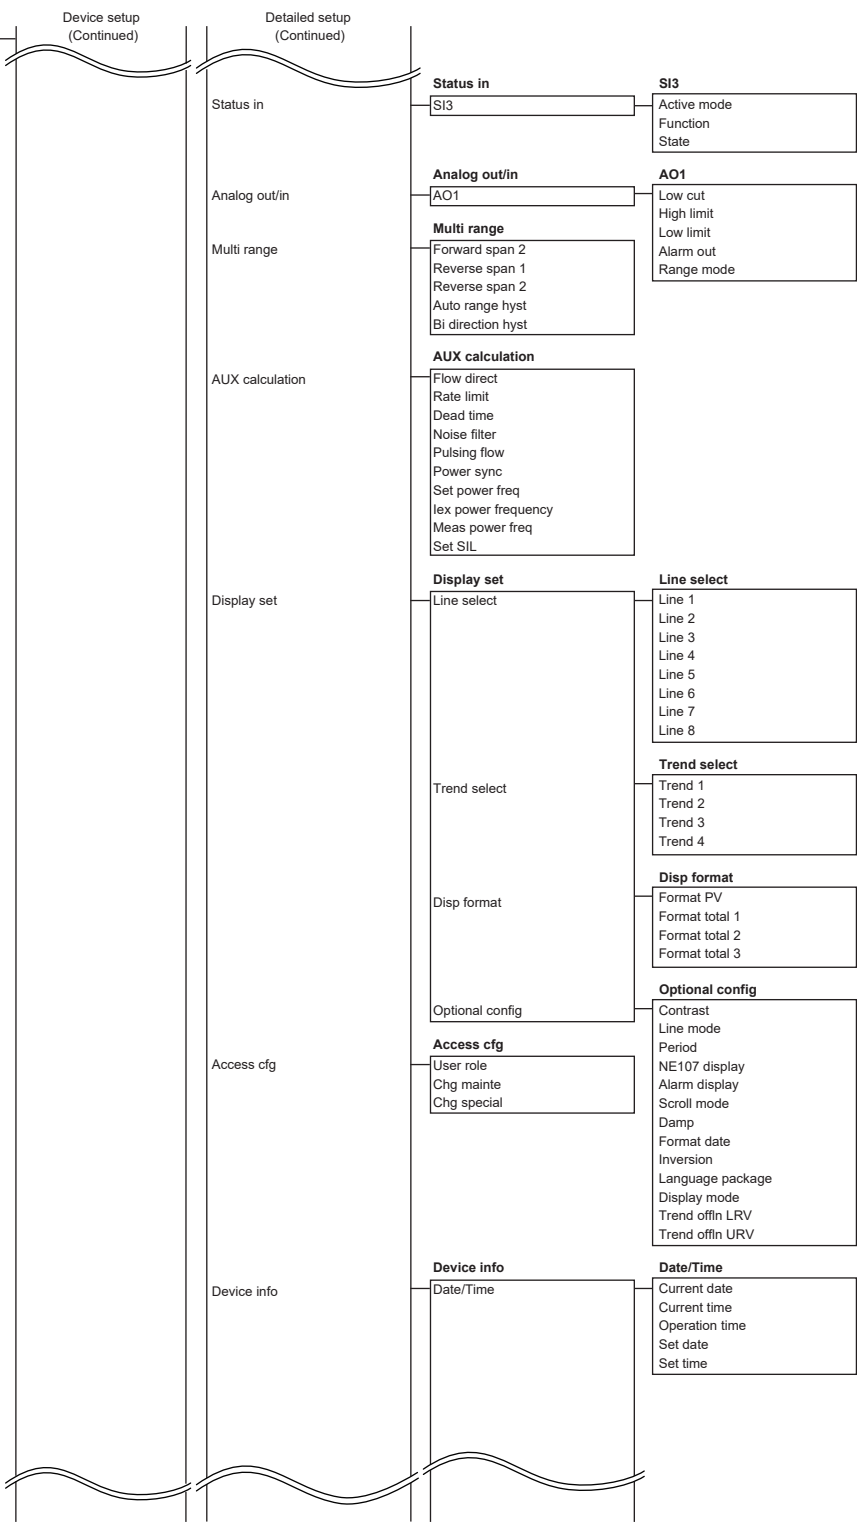 Device setup
(Continued)
Detailed setup
(Continued)
Status in
Status in
SI3
SI3
Active mode
Function
State
Analog out/in
Analog out/in
AO1
AO1
Low cut
High limit
Low limit
Alarm out
Range mode
Multi range
Multi range
Forward span 2
Reverse span 1
Reverse span 2
Auto range hyst
Bi direction hyst
AUX calculation
AUX calculation
Flow direct
Rate limit
Dead time
Noise filter
Pulsing flow
Power sync
Set power freq
Iex power frequency
Meas power freq
Set SIL
Display set
Display set
Line select
Line select
Line 1
Line 2
Line 3
Line 4
Line 5
Line 6
Line 7
Line 8
Trend select
Trend select
Trend 1
Trend 2
Trend 3
Trend 4
Disp format
Disp format
Format PV
Format total 1
Format total 2
Format total 3
Optional config
Optional config
Contrast
Line mode
Period
NE107 display
Alarm display
Scroll mode
Damp
Format date
Inversion
Language package
Display mode
Trend offln LRV
Trend offln URV
Access cfg
Access cfg
User role
Chg mainte
Chg special
Device info
Device info
Date/Time
Date/Time
Current date
Current time
Operation time
Set date
Set time